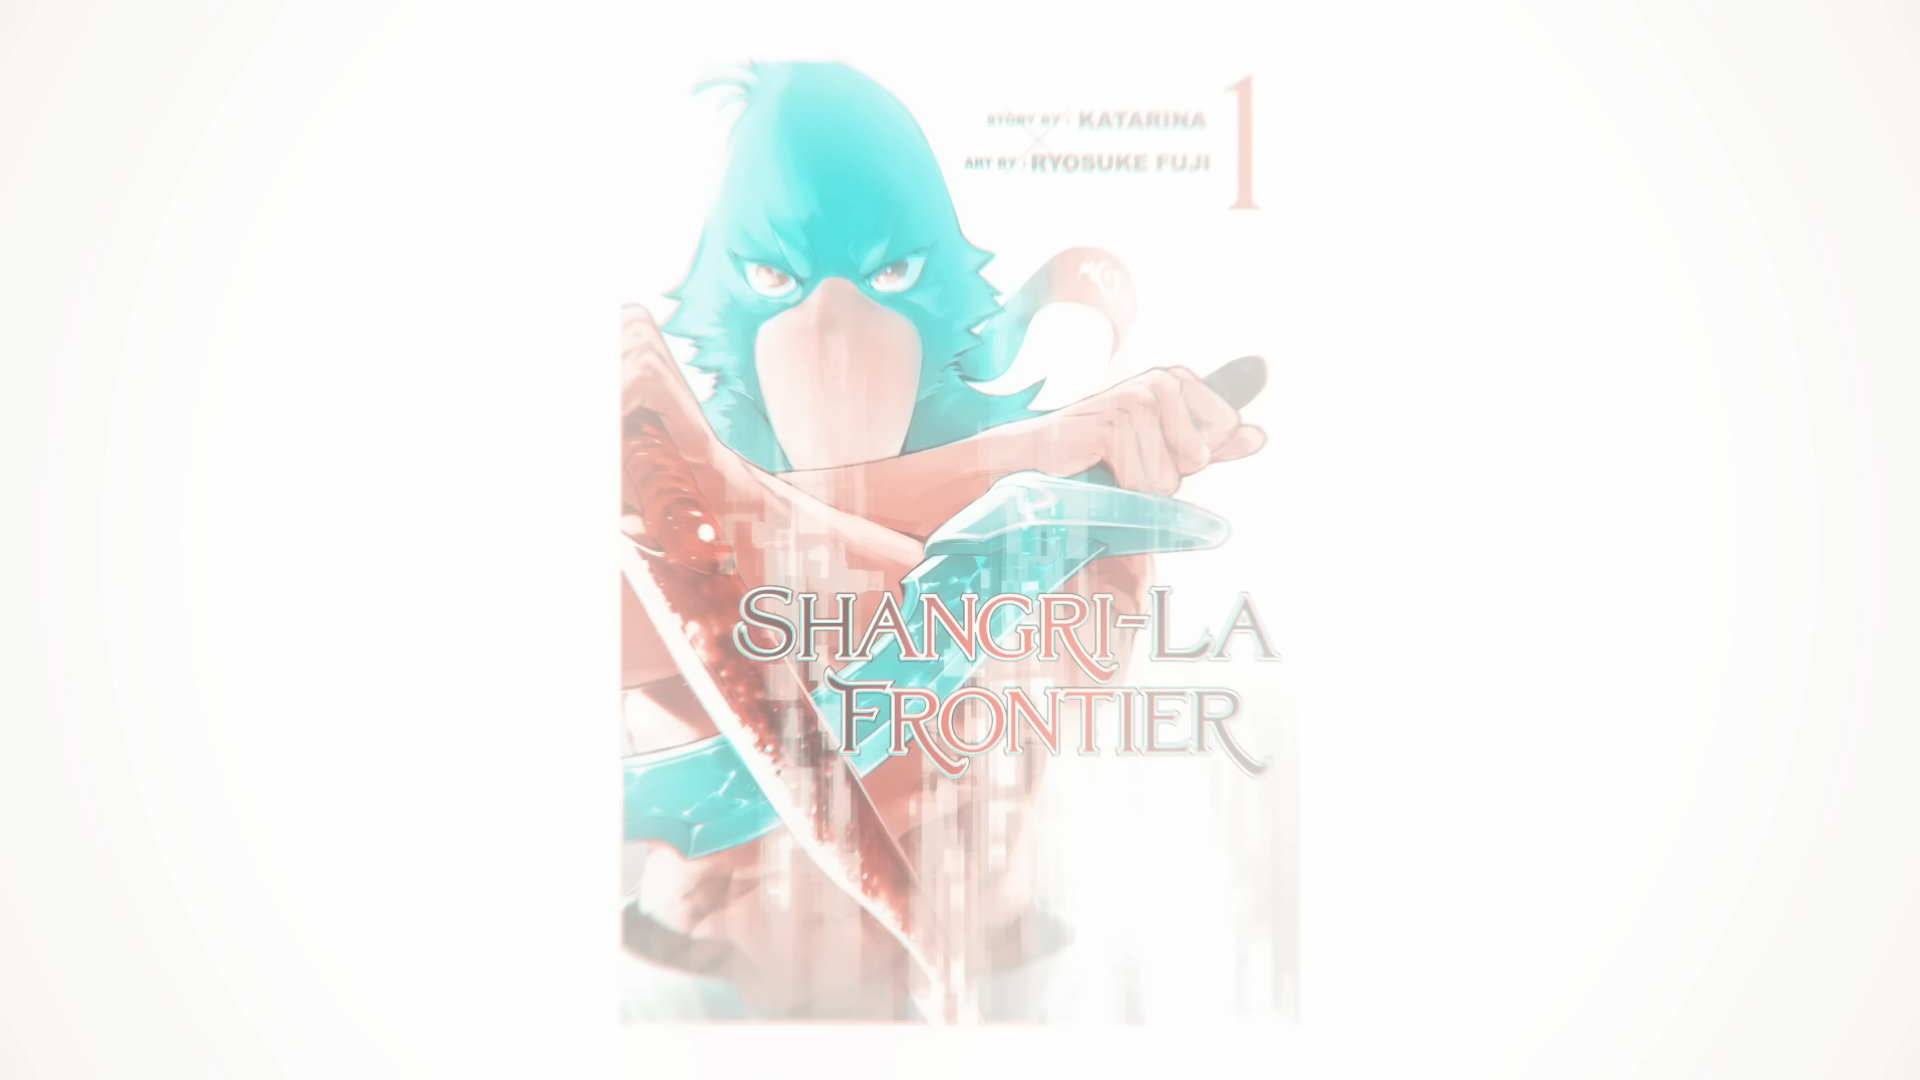 STORY BY : KATARINA
ART BY : RYOSUKE FUJI
1
SHANGRI-LA
FRONTIER